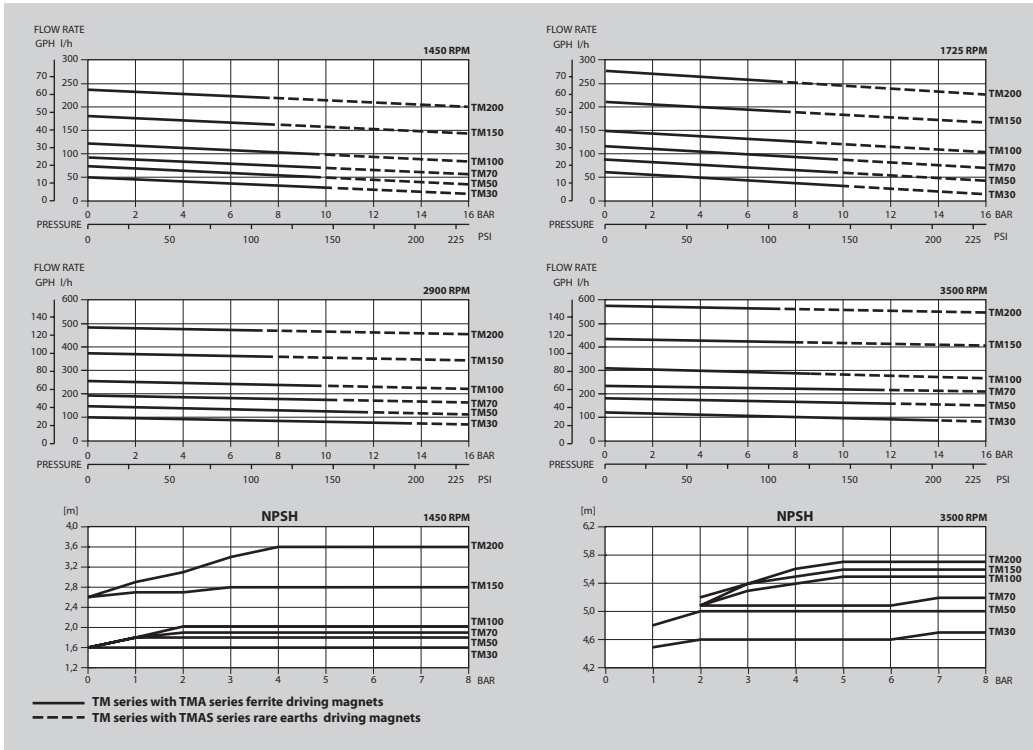 FLOW RATE
GPH l/h
1450 RPM
300
70
250
60
50
200
40
150
30
100
20
50
10
0
0
TM200
TM150
TM100
TM70
TM50
TM30
0 2 4 6 8 10 12 14 16 BAR
PRESSURE
0 50 100 150 200 225 PSI
FLOW RATE
GPH l/h
1725 RPM
300
70
250
60
50
200
40
150
30
100
20
50
10
0
0
TM200
TM150
TM100
TM70
TM50
TM30
0 2 4 6 8 10 12 14 16 BAR
PRESSURE
0 50 100 150 200 225 PSI
FLOW RATE
GPH l/h
2900 RPM
600
140
500
120
100
400
80
300
60
200
40
100
20
0
0
TM200
TM150
TM100
TM70
TM50
TM30
0 2 4 6 8 10 12 14 16 BAR
PRESSURE
0 50 100 150 200 225 PSI
FLOW RATE
GPH l/h
3500 RPM
600
140
500
120
100
400
80
300
60
200
40
100
20
0
0
TM200
TM150
TM100
TM70
TM50
TM30
0 2 4 6 8 10 12 14 16 BAR
PRESSURE
0 50 100 150 200 225 PSI
[m]
NPSH
1450 RPM
4,0
3,6
3,2
2,8
2,4
2,0
1,6
1,2
TM200
TM150
TM100
TM70
TM50
TM30
0 1 2 3 4 5 6 7 8 BAR
[m]
NPSH
3500 RPM
6,2
5,8
5,4
5,0
4,6
4,2
TM200
TM150
TM100
TM70
TM50
TM30
0 1 2 3 4 5 6 7 8 BAR
TM series with TMA series ferrite driving magnets
TM series with TMAS series rare earths driving magnets